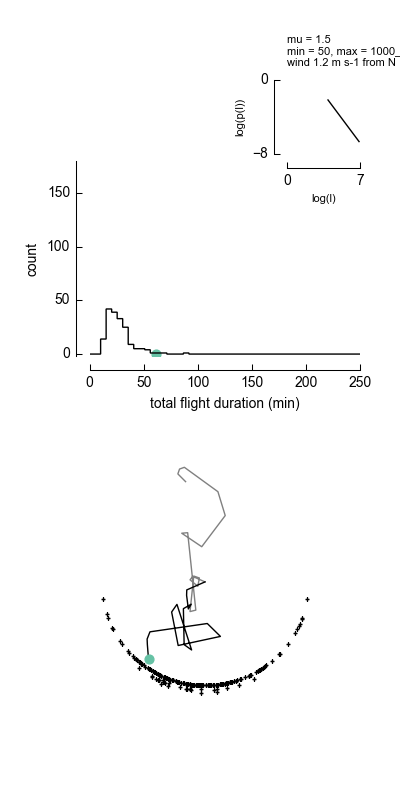 mu = 1.5
min = 50, max = 1000_
wind 1.2 m s-1 from N
log(p(l))
0
−8
0
7
log(l)
count
150
100
50
0
0
50
100
150
200
250
total flight duration (min)